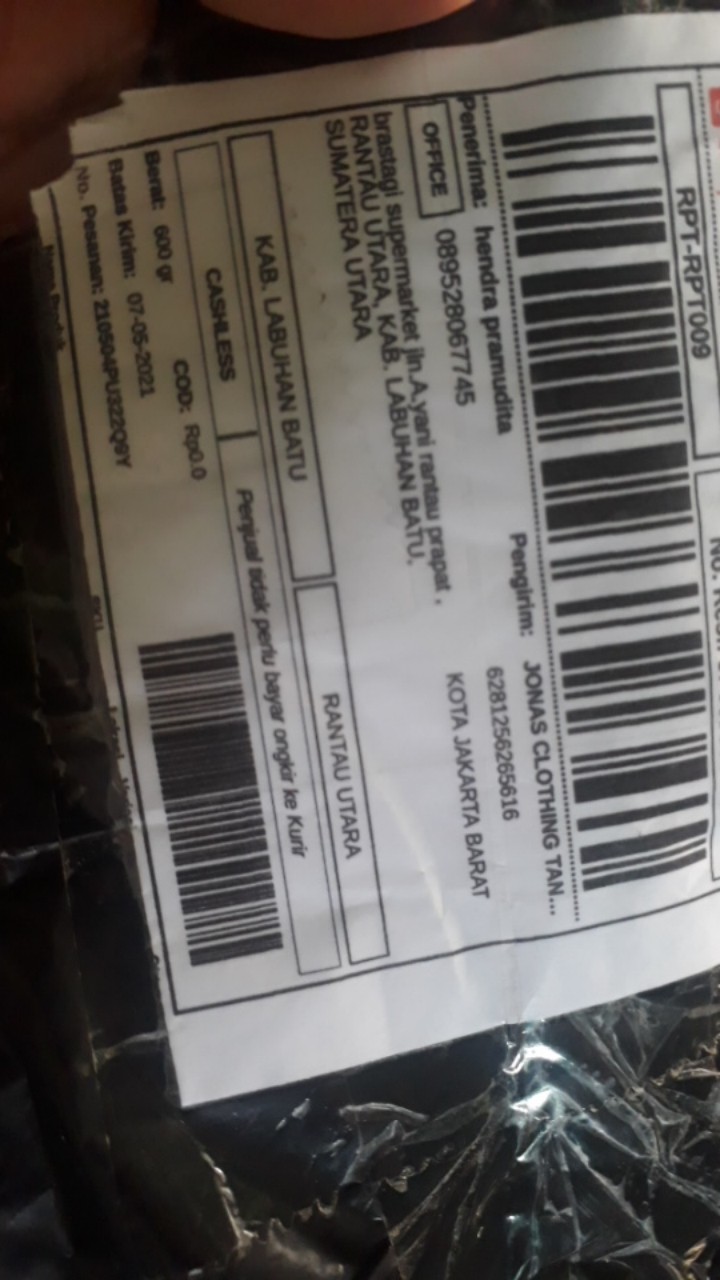 RPT-RPT009
Penerima: hendra pramudita
Pengirim: JONAS CLOTHING TAN...
OFFICE
089528067745
6281256265616
brastagi supermarket jln.A.yani rantau prapat ,
RANTAU UTARA, KAB. LABUHAN BATU,
SUMATERA UTARA
KOTA JAKARTA BARAT
KAB. LABUHAN BATU
RANTAU UTARA
CASHLESS
Penjual tidak perlu bayar ongkir ke Kurir
Berat: 600 gr
COD: Rp0.0
Batas Kirim: 07-05-2021
No. Pesanan: 210504PU322Q9Y